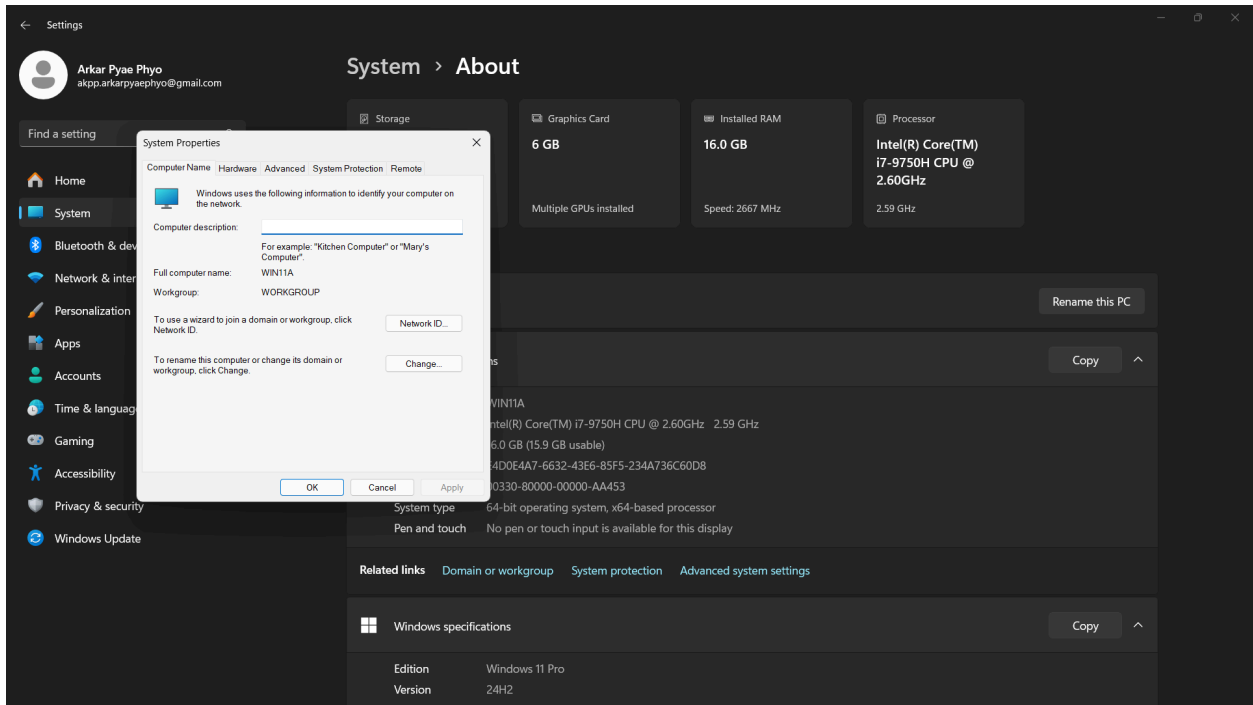 Settings
Arkar Pyae Phyo
akpp.arkarpyaephyo@gmail.com
Find a setting
Home
System
Bluetooth & dev
Network & inter
Personalization
Apps
Accounts
Time & languag
Gaming
Accessibility
Privacy & security
Windows Update
System > About
Storage
Graphics Card
6 GB
Multiple GPUs installed
Installed RAM
16.0 GB
Speed: 2667 MHz
Processor
Intel(R) Core(TM)
i7-9750H CPU @
2.60GHz
2.59 GHz
System Properties
Computer Name Hardware Advanced System Protection Remote
Windows uses the following information to identify your computer on
the network.
Computer description:
For example: "Kitchen Computer" or "Mary's
Computer".
Full computer name: WIN11A
Workgroup: WORKGROUP
To use a wizard to join a domain or workgroup, click
Network ID.
Network ID...
To rename this computer or change its domain or
workgroup, click Change.
Change...
OK Cancel Apply
Rename this PC
ns
Copy
WIN11A
ntel(R) Core(TM) i7-9750H CPU @ 2.60GHz 2.59 GHz
6.0 GB (15.9 GB usable)
4D0E4A7-6632-43E6-85F5-234A736C60D8
0330-80000-00000-AA453
System type 64-bit operating system, x64-based processor
Pen and touch No pen or touch input is available for this display
Related links Domain or workgroup System protection Advanced system settings
Windows specifications
Copy
Edition Windows 11 Pro
Version 24H2